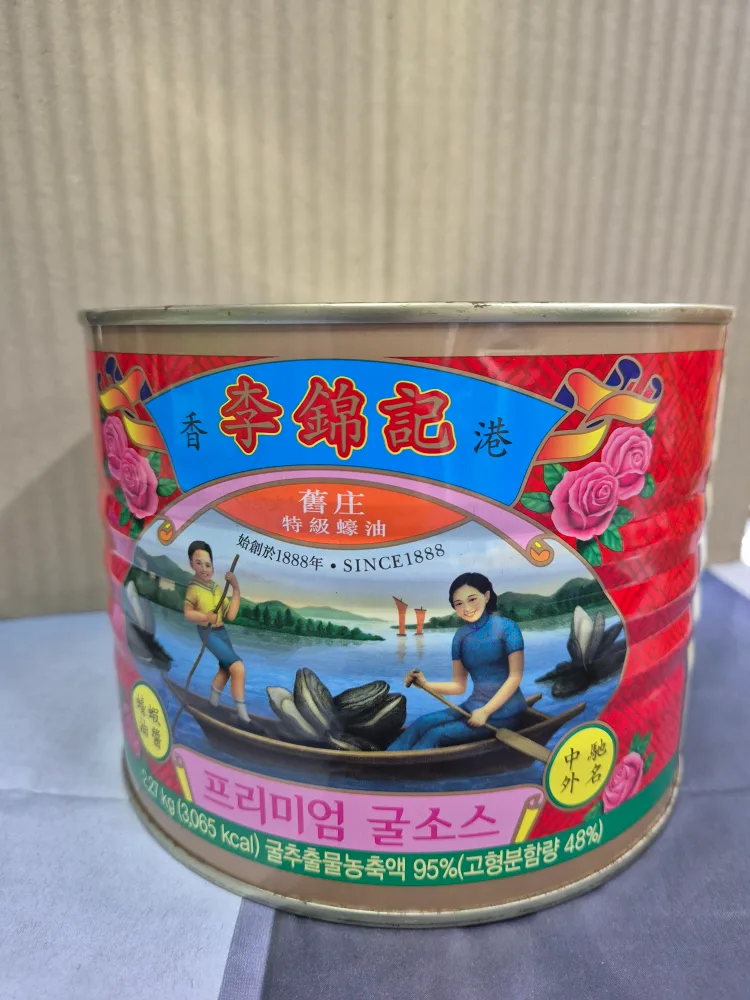 香 李錦記 港
舊庄
特級蠔油
始創於1888年 • SINCE1888
蝦醬
蠔油
馳名
中外
프리미엄 굴소스
2.27 kg (3,065 kcal) 굴추출물농축액 95%(고형분함량 48%)